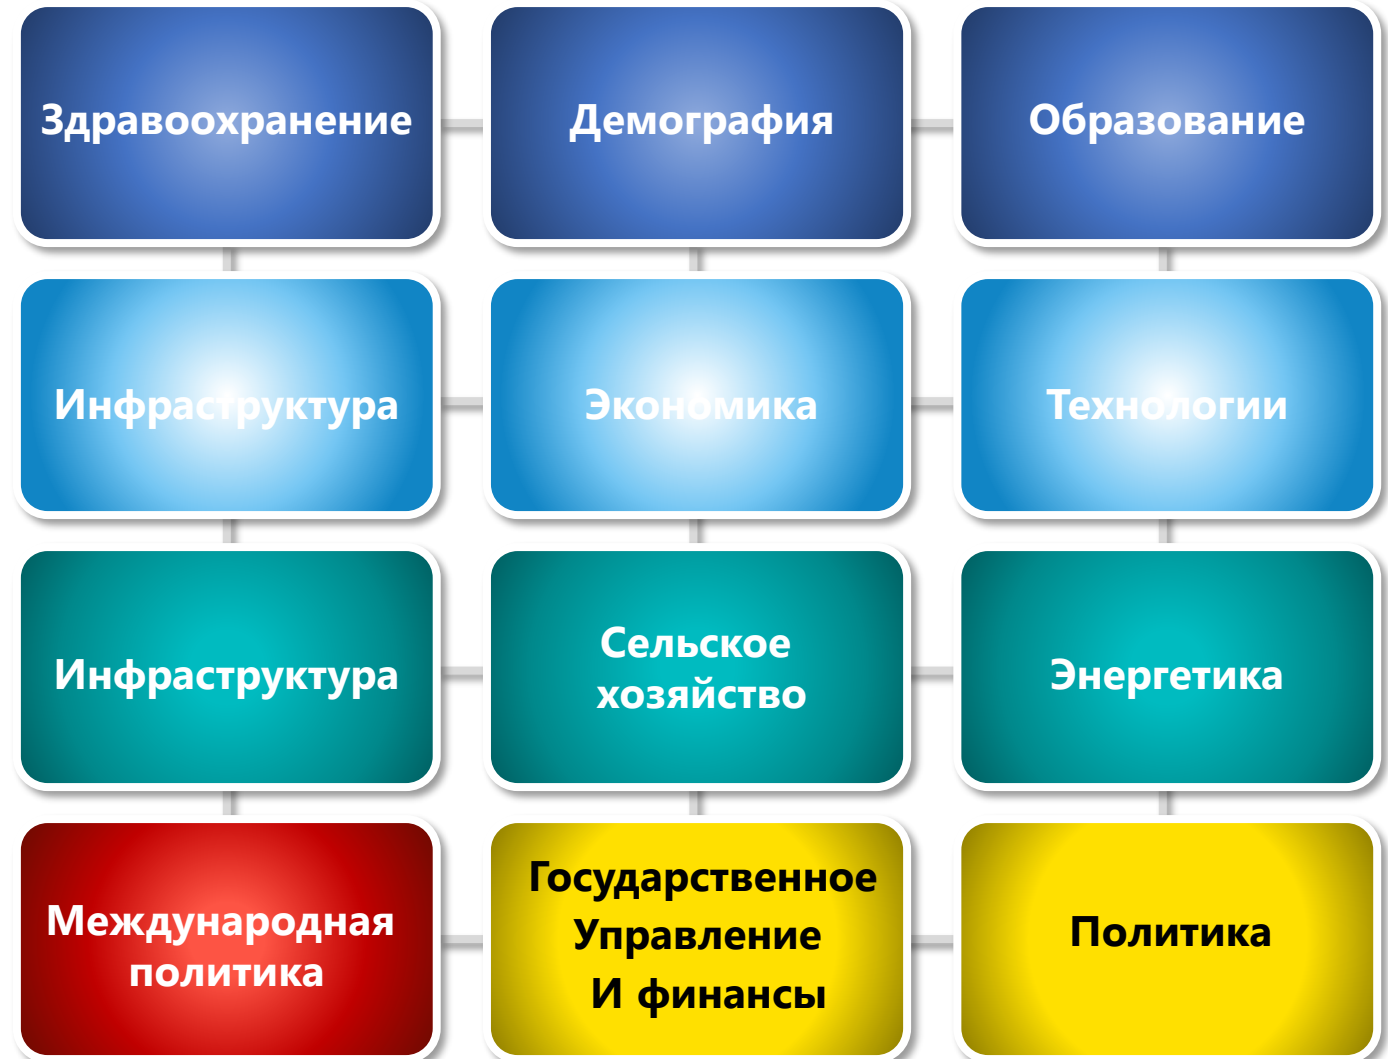 Здравоохранение
Демография
Образование
Инфраструктура
Экономика
Технологии
Инфраструктура
Сельское
хозяйство
Энергетика
Международная
политика
Государственное
Управление
И финансы
Политика